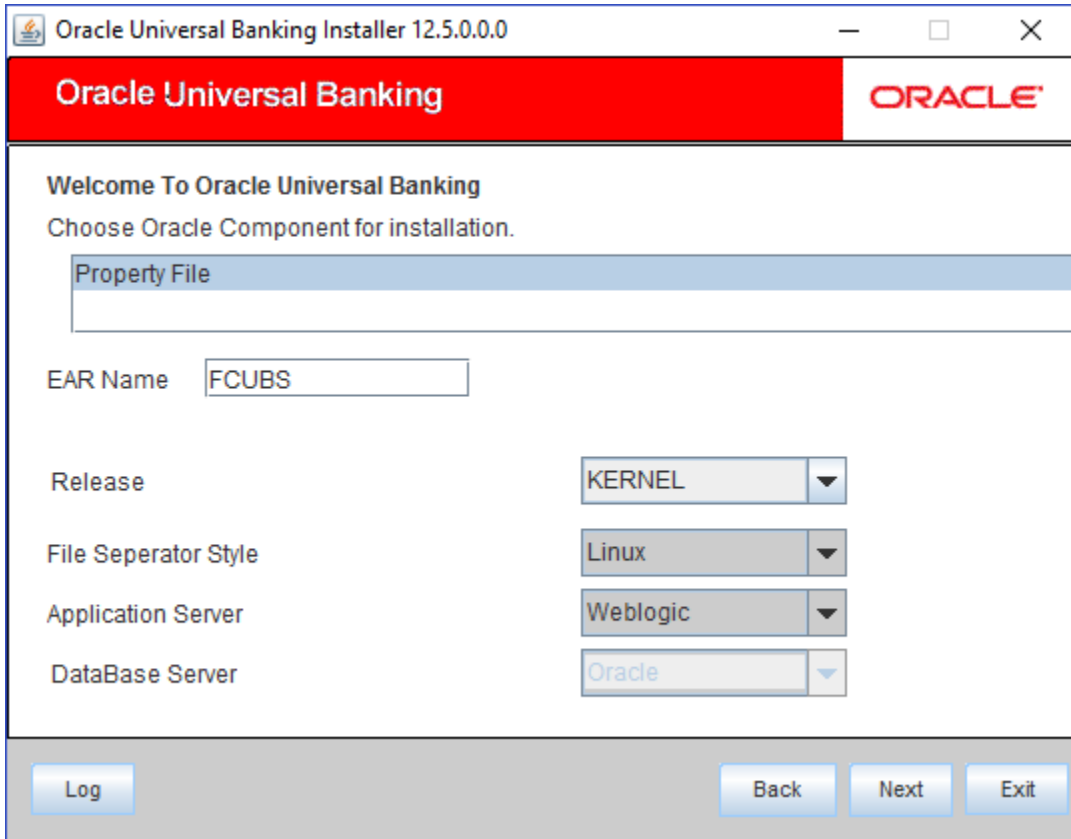 Oracle Universal Banking Installer 12.5.0.0.0
Oracle Universal Banking
ORACLE
Welcome To Oracle Universal Banking
Choose Oracle Component for installation.
Property File
EAR Name FCUBS
Release KERNEL
File Seperator Style Linux
Application Server Weblogic
DataBase Server Oracle
Log Back Next Exit